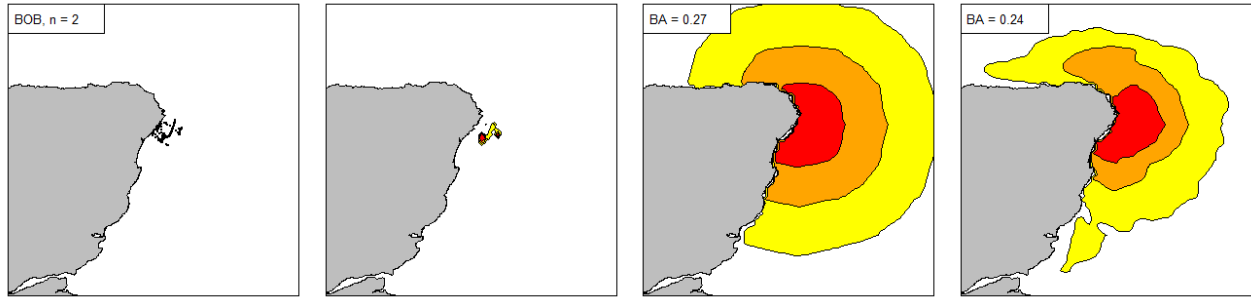 BOB, n = 2
BA = 0.27
BA = 0.24